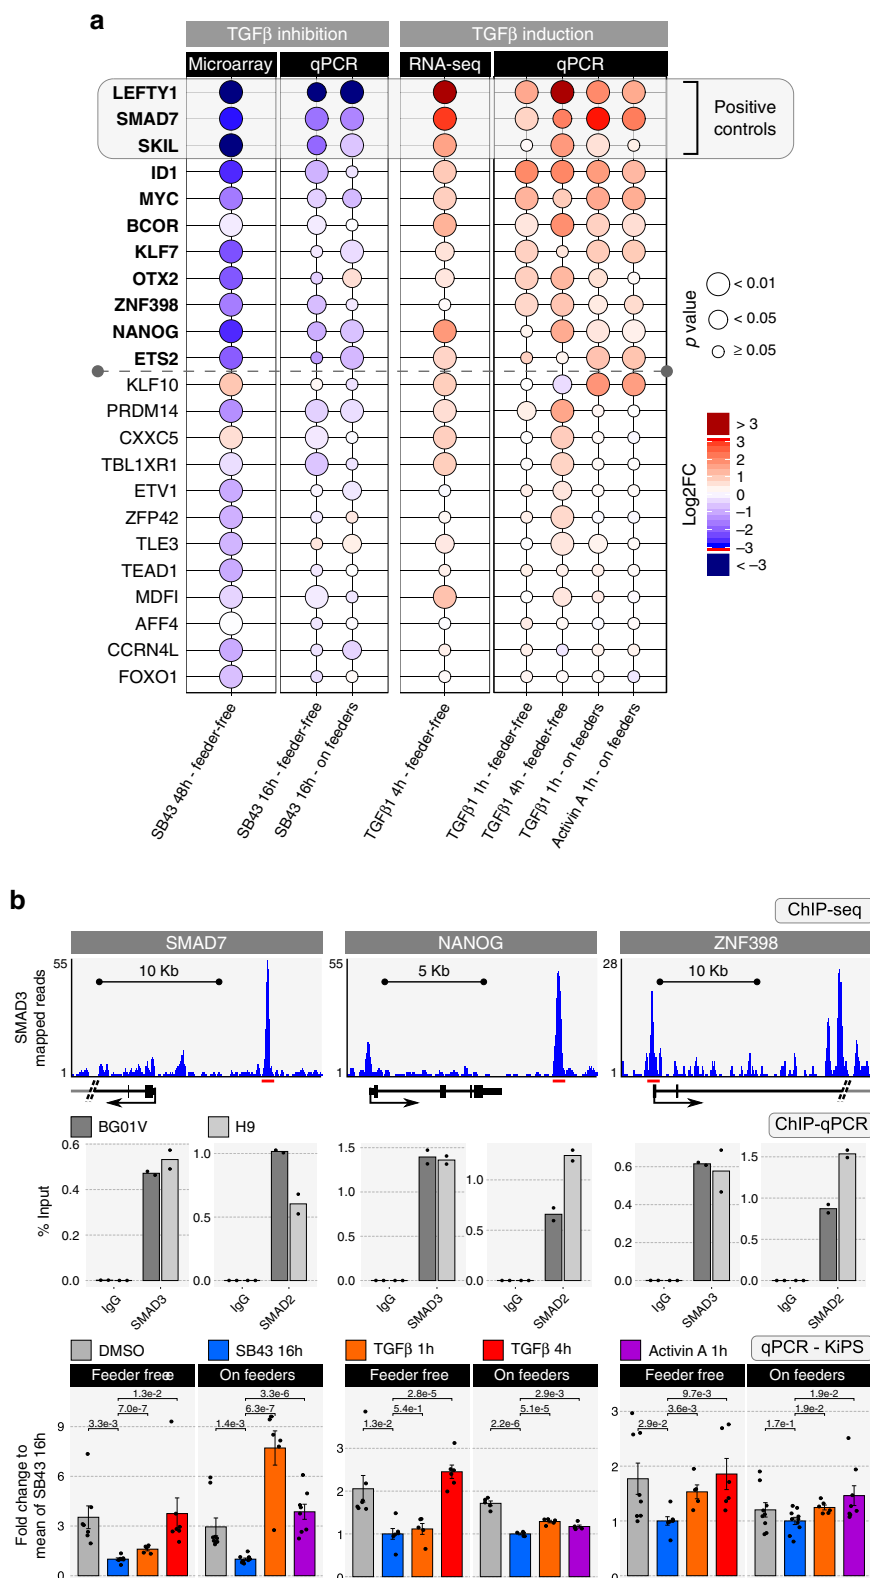 a
TGFβ inhibition TGFβ induction
Microarray qPCR RNA-seq qPCR
LEFTY1
SMAD7
SKIL
Positive
controls
ID1
MYC
BCOR
KLF7
OTX2
ZNF398
NANOG
ETS2
KLF10
PRDM14
CXXC5
TBL1XR1
ETV1
ZFP42
TLE3
TEAD1
MDFI
AFF4
CCRN4L
FOXO1
p value
< 0.01
< 0.05
≥ 0.05
Log2FC
> 3
3
2
1
0
−1
−2
−3
< −3
SB43 48h - feeder-free
SB43 16h - feeder-free
SB43 16h - on feeders
TGFβ1 4h - feeder-free
TGFβ1 1h - feeder-free
TGFβ1 4h - feeder-free
TGFβ1 1h - on feeders
Activin A 1h - on feeders
b
ChIP-seq
SMAD7 NANOG ZNF398
SMAD3
mapped reads
55 10 Kb 1
55 5 Kb 1
28 10 Kb 1
ChIP-qPCR
BG01V H9
% Input
0.6 0.4 0.2 0.0
1.0 0.5 0.0
1.5 1.0 0.5 0.0
1.0 0.5 0.0
0.6 0.4 0.2 0.0
1.5 1.0 0.5 0.0
IgG SMAD3 IgG SMAD2 IgG SMAD3 IgG SMAD2 IgG SMAD3 IgG SMAD2
qPCR - KiPS
DMSO SB43 16h TGFβ 1h TGFβ 4h Activin A 1h
Feeder free On feeders Feeder free On feeders Feeder free On feeders
Fold change to
mean of SB43 16h
9 6 3 0
1.3e-2
7.0e-7
3.3e-3
3.3e-6
6.3e-7
1.4e-3
3 2 1 0
2.8e-5
5.4e-1
1.3e-2
2.9e-3
5.1e-5
2.2e-6
3 2 1 0
9.7e-3
3.6e-3
2.9e-2
1.9e-2
1.9e-2
1.7e-1